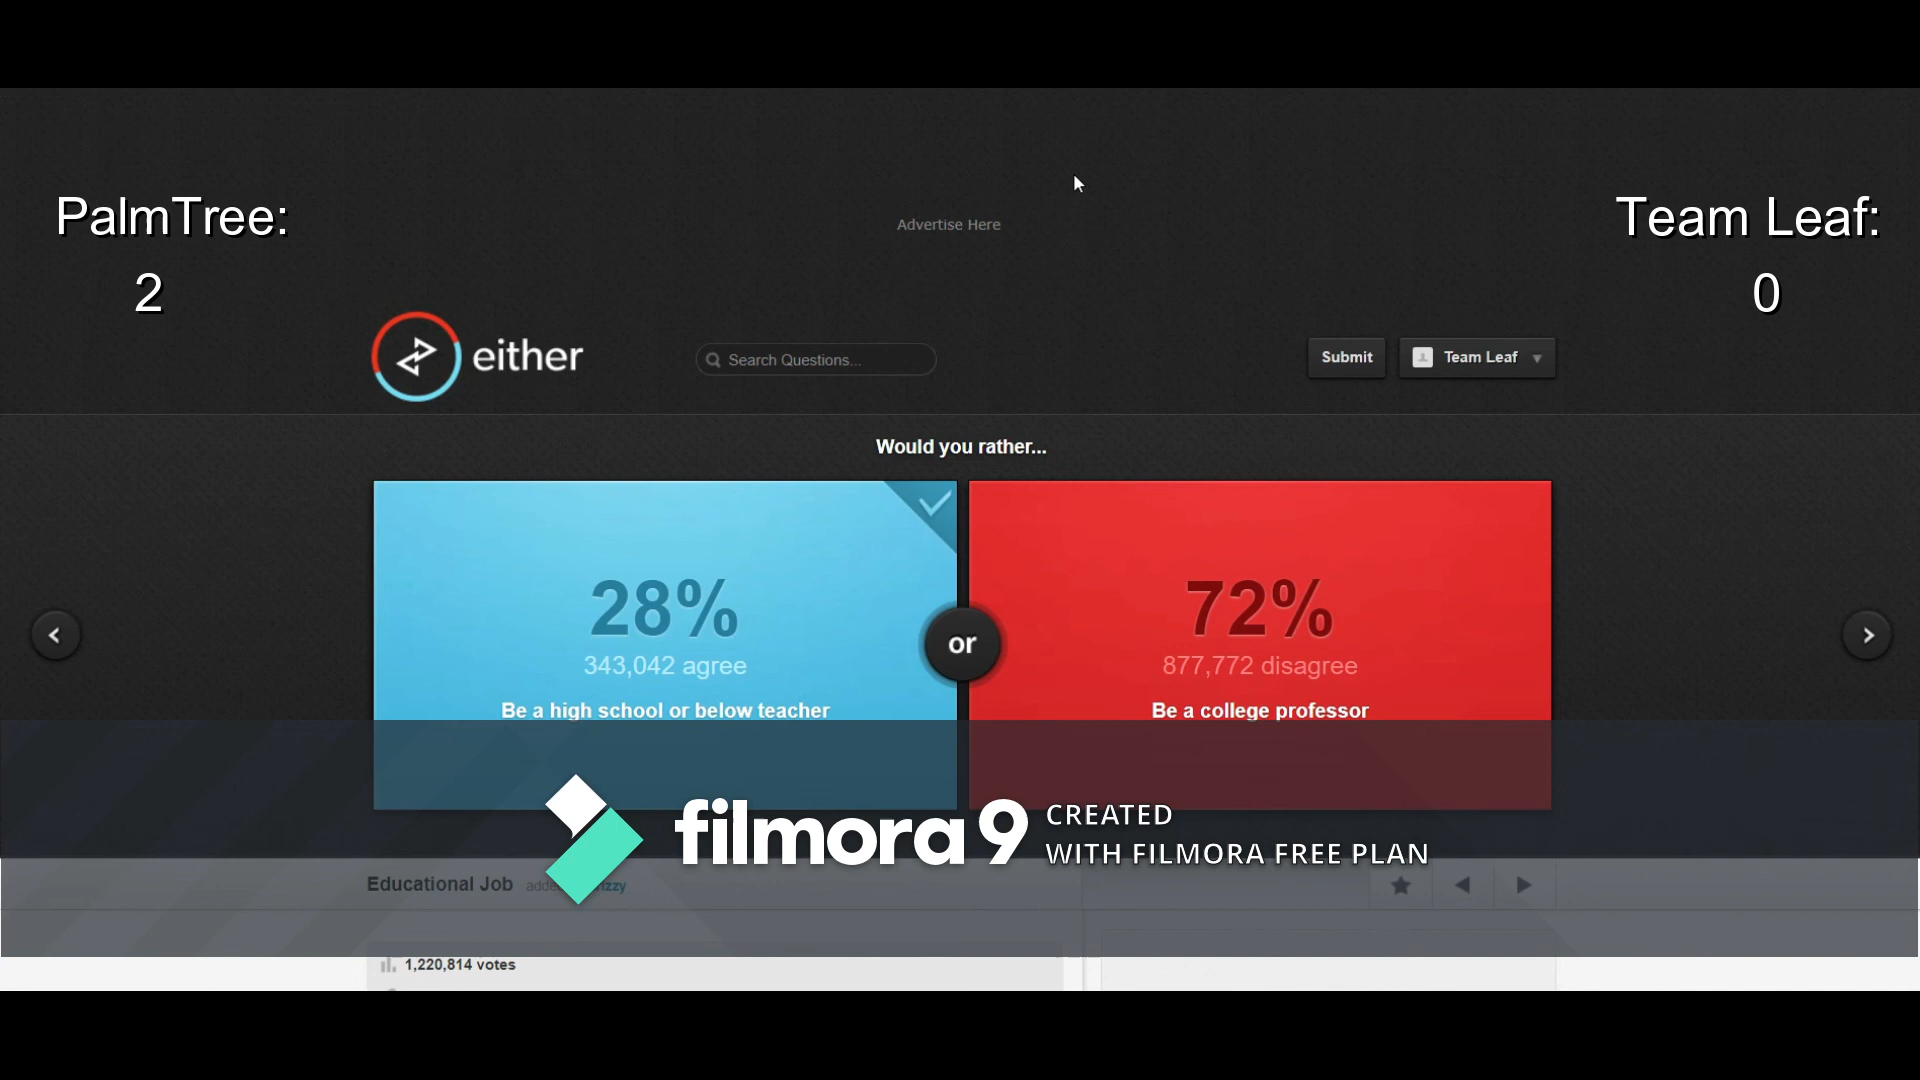 PalmTree:
2
Team Leaf:
0
Advertise Here
either
Search Questions...
Submit
Team Leaf
Would you rather...
28%
343,042 agree
Be a high school or below teacher
or
72%
877,772 disagree
Be a college professor
filmora9
CREATED
WITH FILMORA FREE PLAN
Educational Job
1,220,814 votes